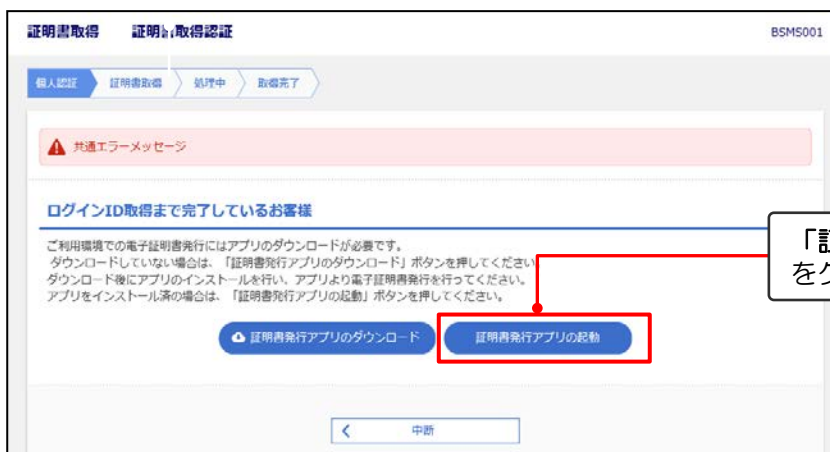 証明書取得 証明 取得認証
BSMS001
個人認証 証明書取得 処理中 取得完了
共通エラーメッセージ
ログインID取得まで完了しているお客様
ご利用環境での電子証明書発行にはアプリのダウンロードが必要です。
ダウンロードしていない場合は、「証明書発行アプリのダウンロード」ボタンを押してください。
ダウンロード後にアプリのインストールを行い、アプリより電子証明書発行を行ってください。
アプリをインストール済の場合は、「証明書発行アプリの起動」ボタンを押してください。
「証
をク
証明書発行アプリのダウンロード 証明書発行アプリの起動
中断